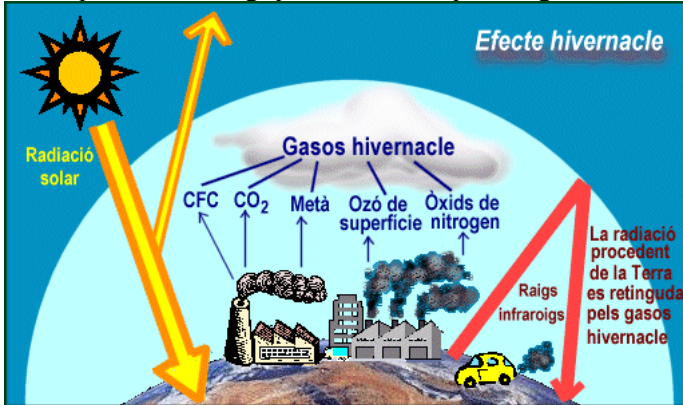 Efecte hivernacle
Radiació
solar
Gasos hivernacle
CFC
CO₂
Metà
Ozó de
superfície
Òxids de
nitrogen
Raigs
infraroigs
La radiació
procedent
de la Terra
es retinguda
pels gasos
hivernacle